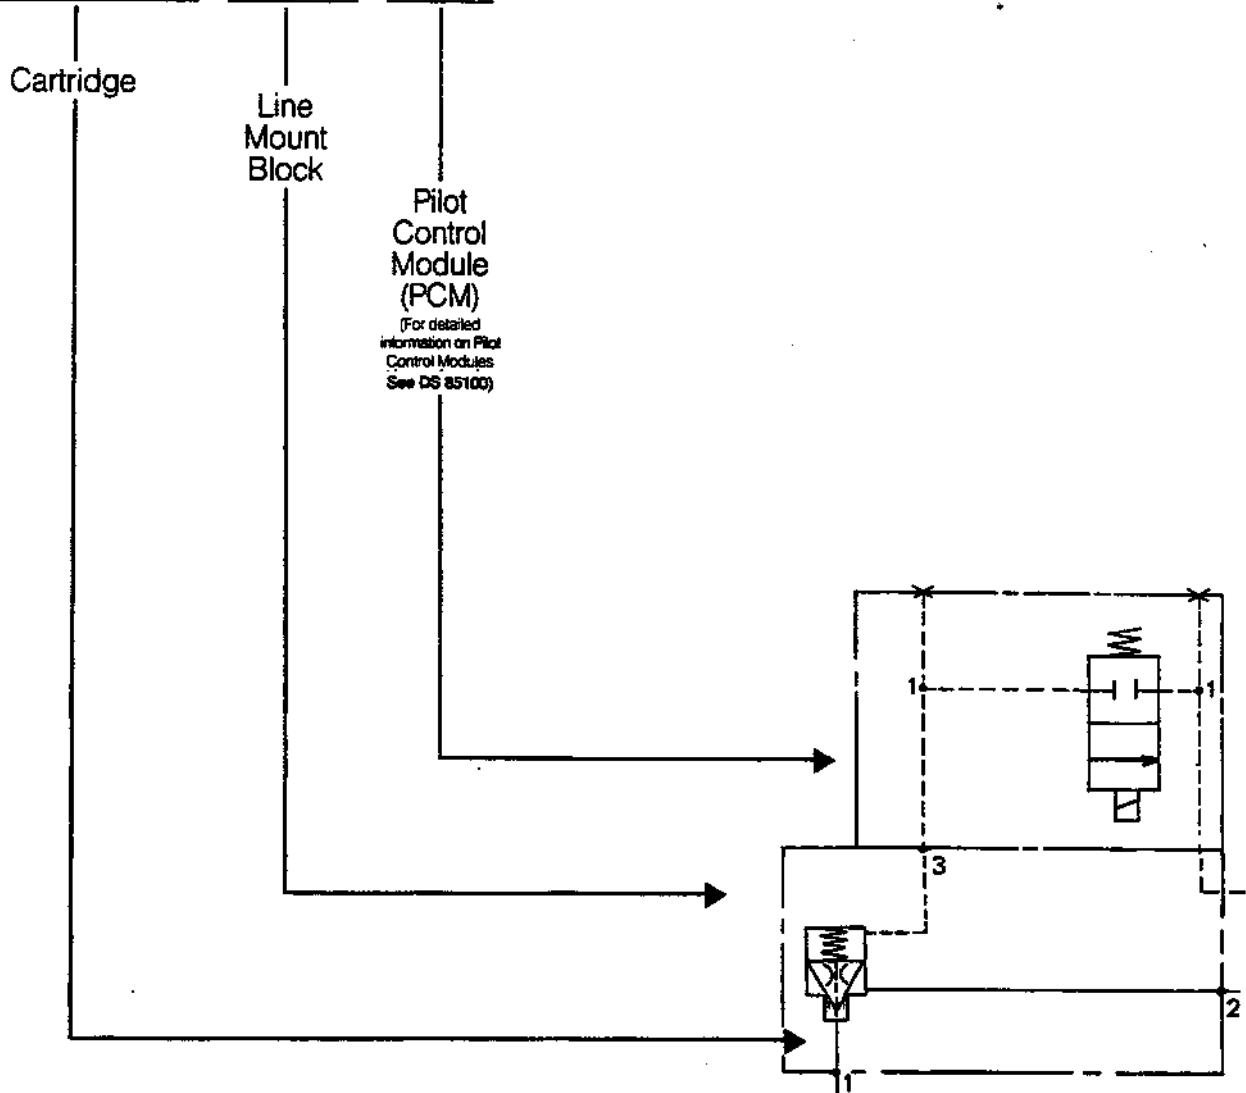 Cartridge
Line
Mount
Block
Pilot
Control
Module
(PCM)
(For detailed
information on Pilot
Control Modules
See DS 85100)
1
1
3
2
1